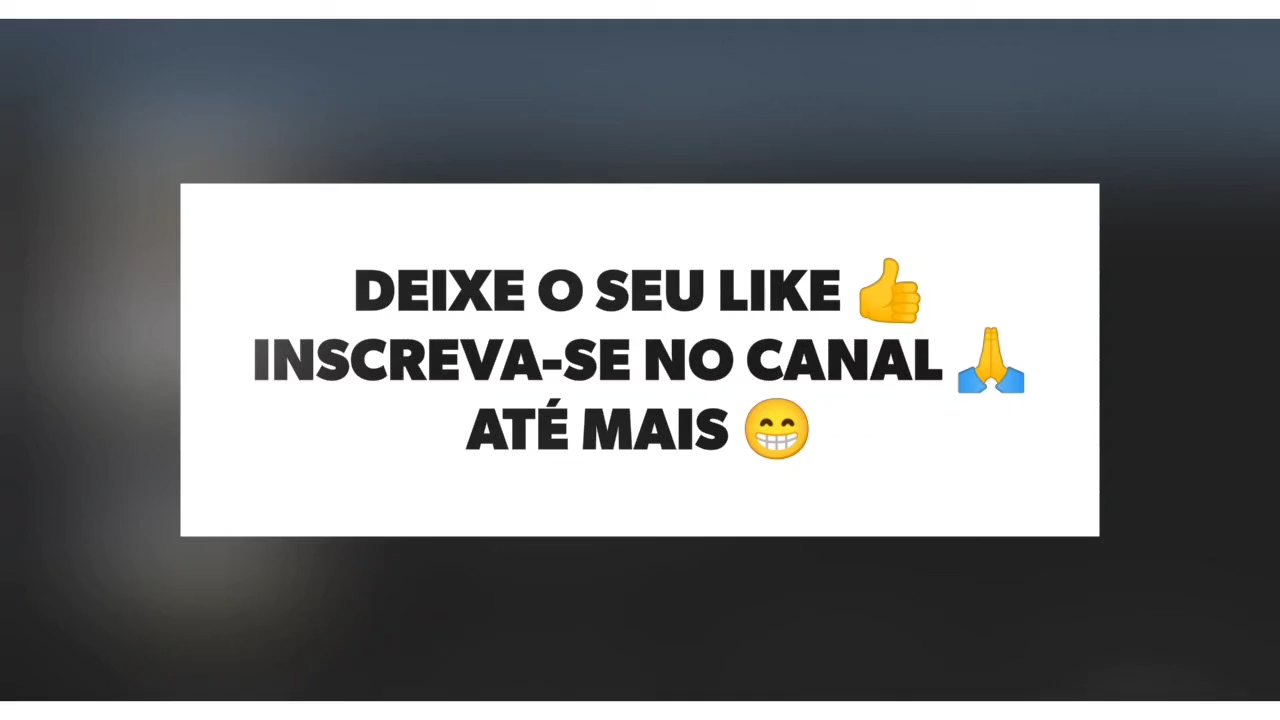 DEIXE O SEU LIKE 👍
INSCREVA-SE NO CANAL 🙏
ATÉ MAIS 😁